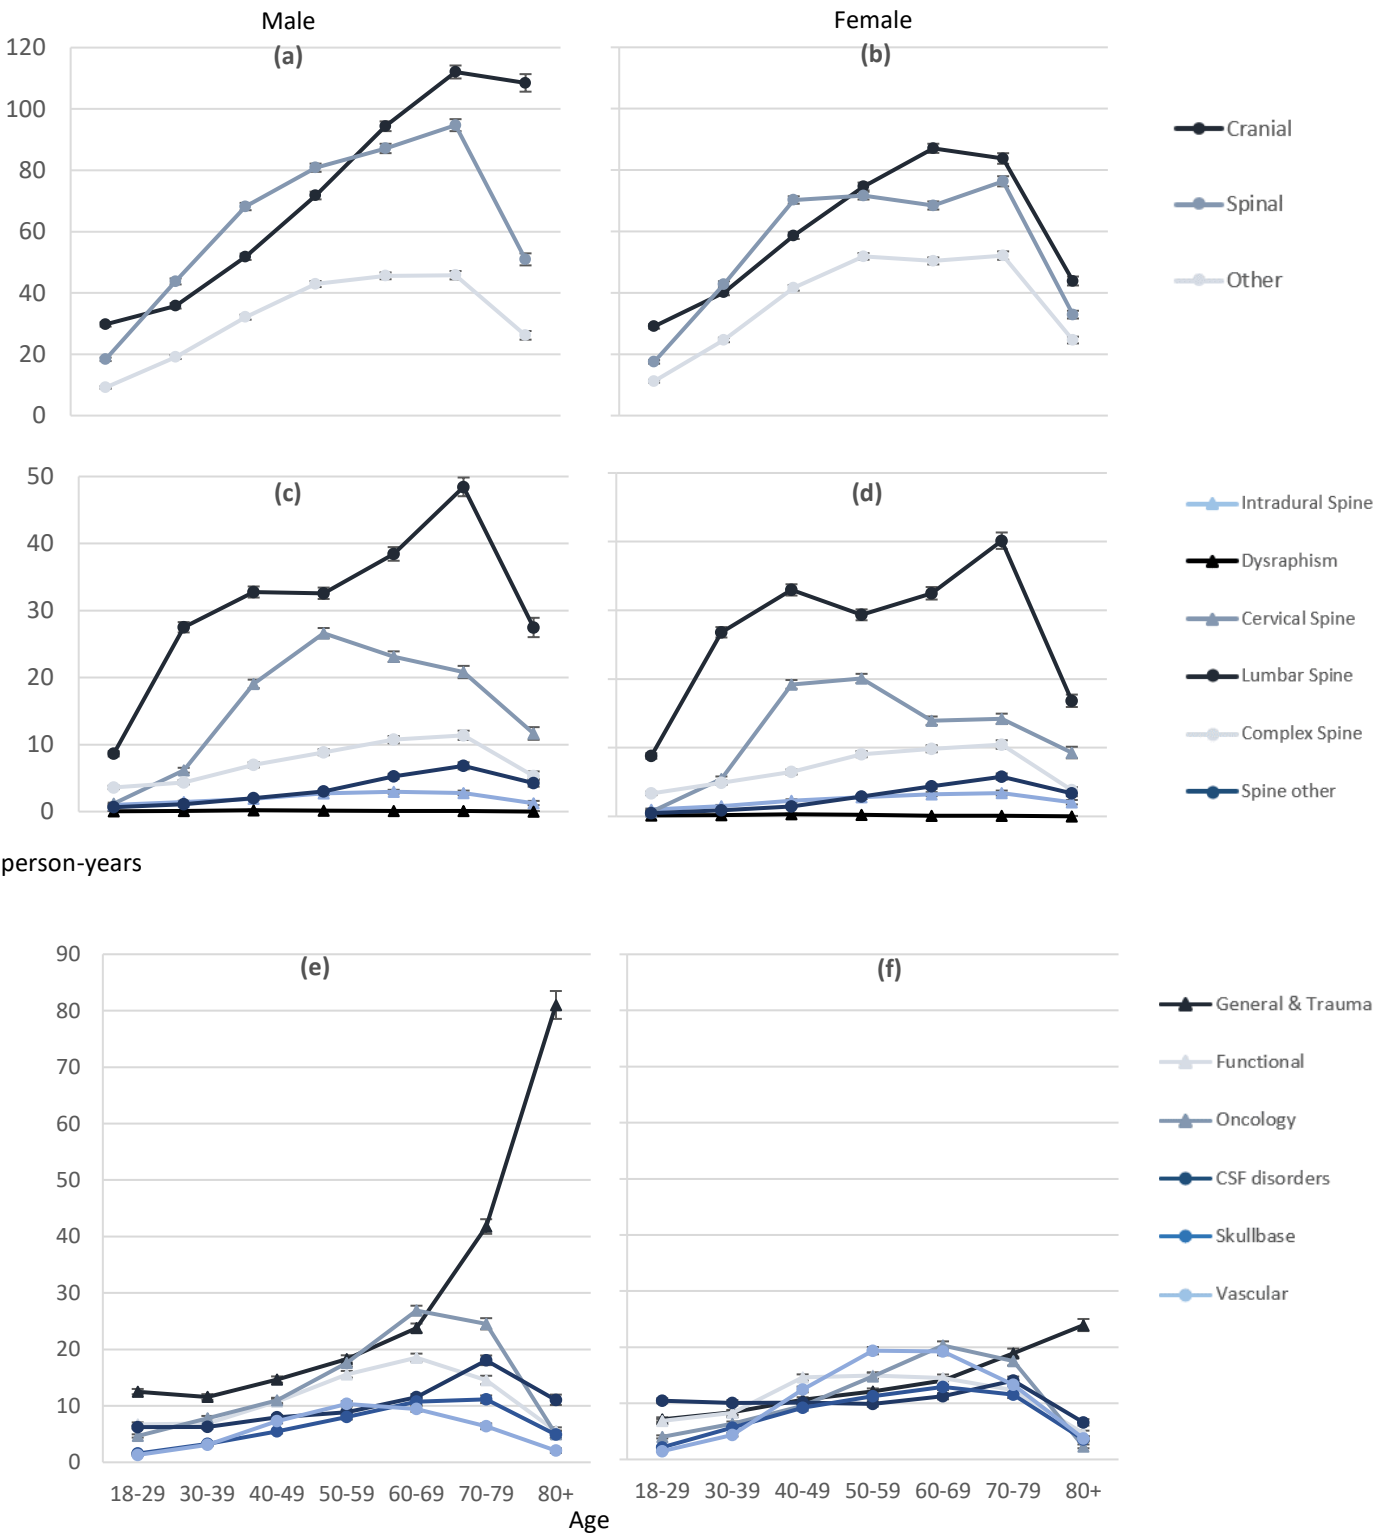 Male
Female
(a)
(b)
120
100
80
60
40
20
0
Cranial
Spinal
Other
(c)
(d)
50
40
30
20
10
0
Intradural Spine
Dysraphism
Cervical Spine
Lumbar Spine
Complex Spine
Spine other
person-years
(e)
(f)
90
80
70
60
50
40
30
20
10
0
General & Trauma
Functional
Oncology
CSF disorders
Skullbase
Vascular
18-29 30-39 40-49 50-59 60-69 70-79 80+
18-29 30-39 40-49 50-59 60-69 70-79 80+
Age